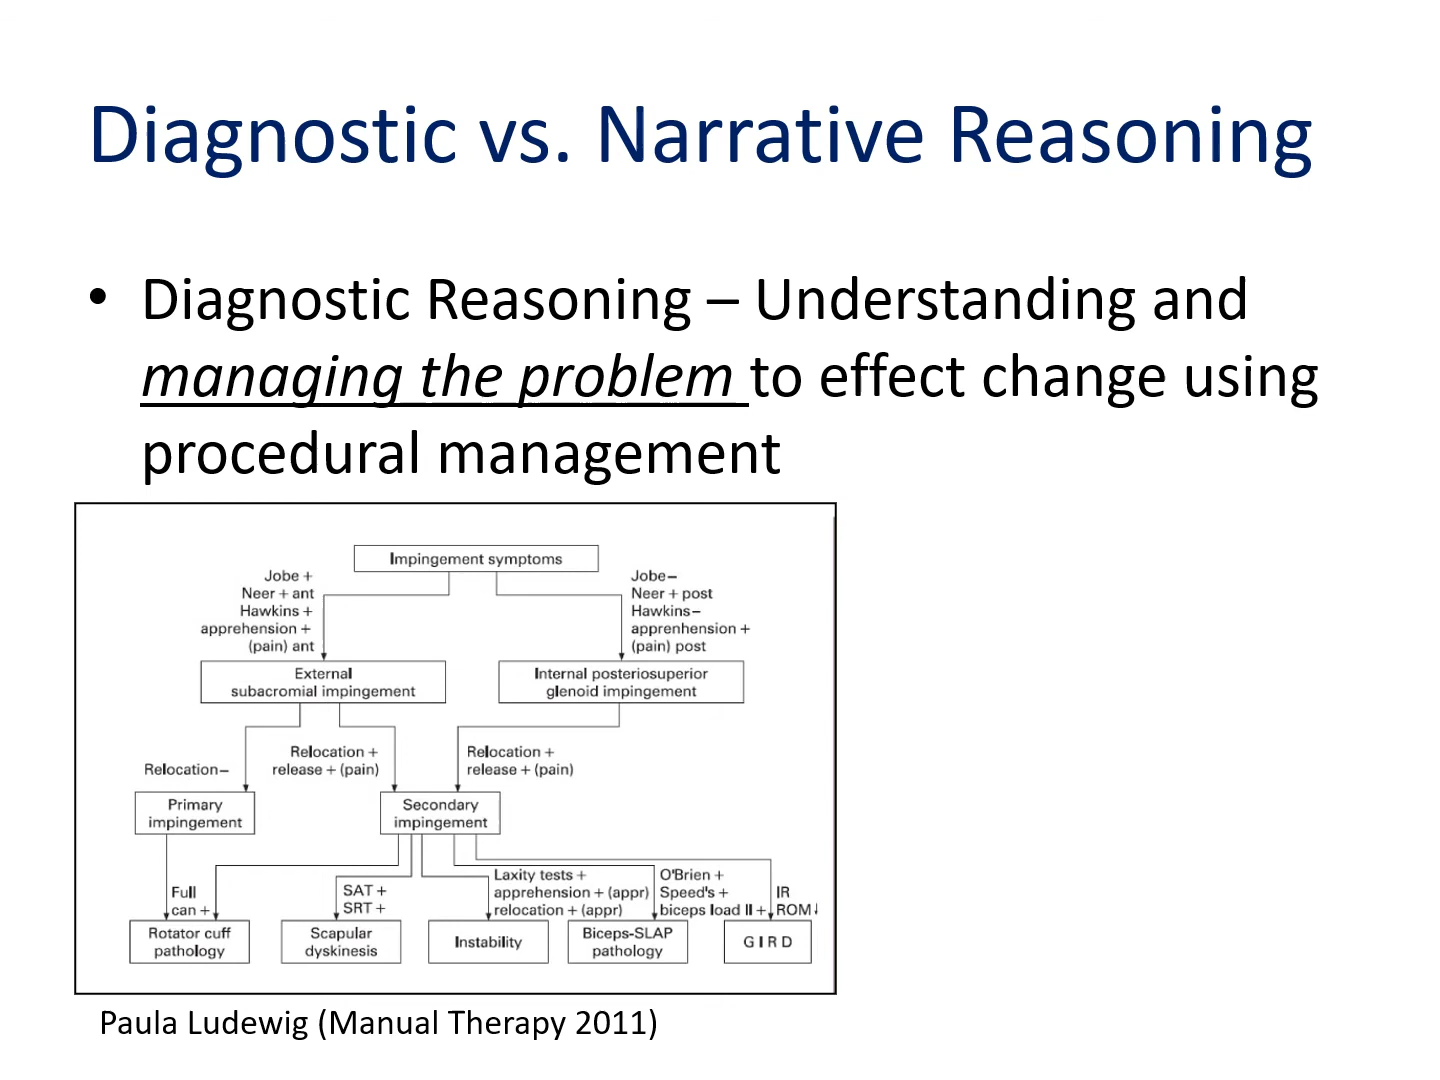 Diagnostic vs. Narrative Reasoning
• Diagnostic Reasoning – Understanding and
managing the problem to effect change using
procedural management
Impingement symptoms
Jobe +
Neer + ant
Hawkins +
apprehension +
(pain) ant
Jobe–
Neer + post
Hawkins–
apprenhension +
(pain) post
External
subacromial impingement
Internal posteriosuperior
glenoid impingement
Relocation–
Relocation +
release + (pain)
Relocation +
release + (pain)
Primary
impingement
Secondary
impingement
Full
can +
SAT +
SRT +
Laxity tests +
apprehension + (appr)
relocation + (appr)
O'Brien +
Speed's +
biceps load II +
IR
ROM↓
Rotator cuff
pathology
Scapular
dyskinesis
Instability
Biceps-SLAP
pathology
G I R D
Paula Ludewig (Manual Therapy 2011)